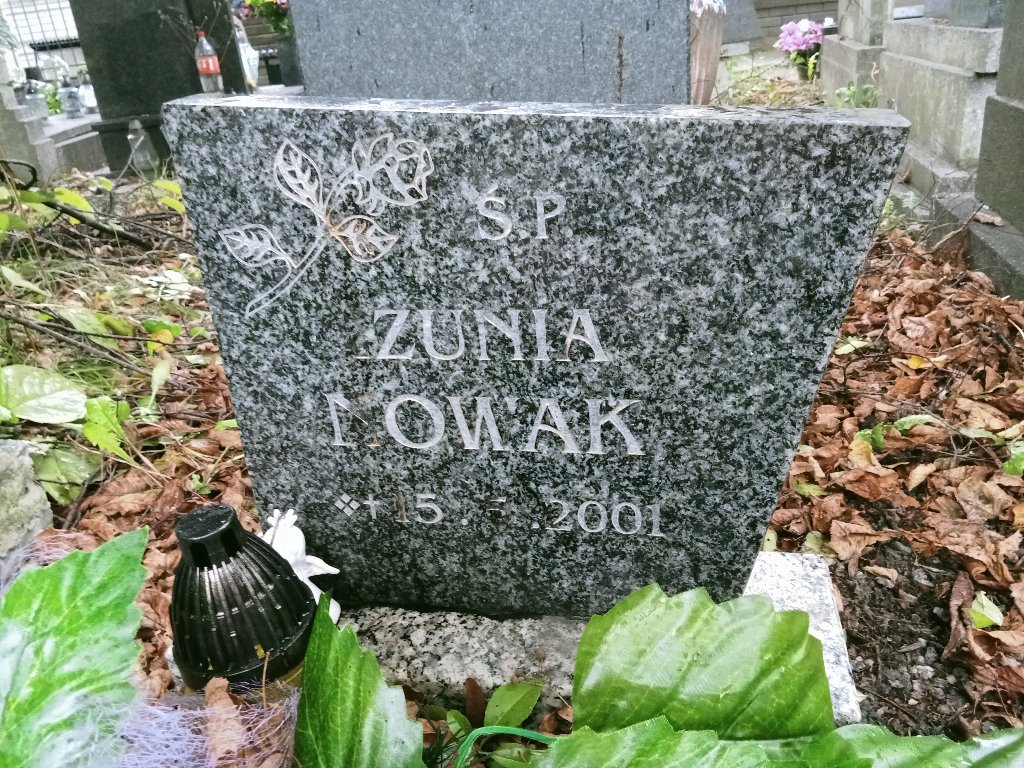 Ś.P.
ZUNIA
NOWAK
✥ + 15. .2001